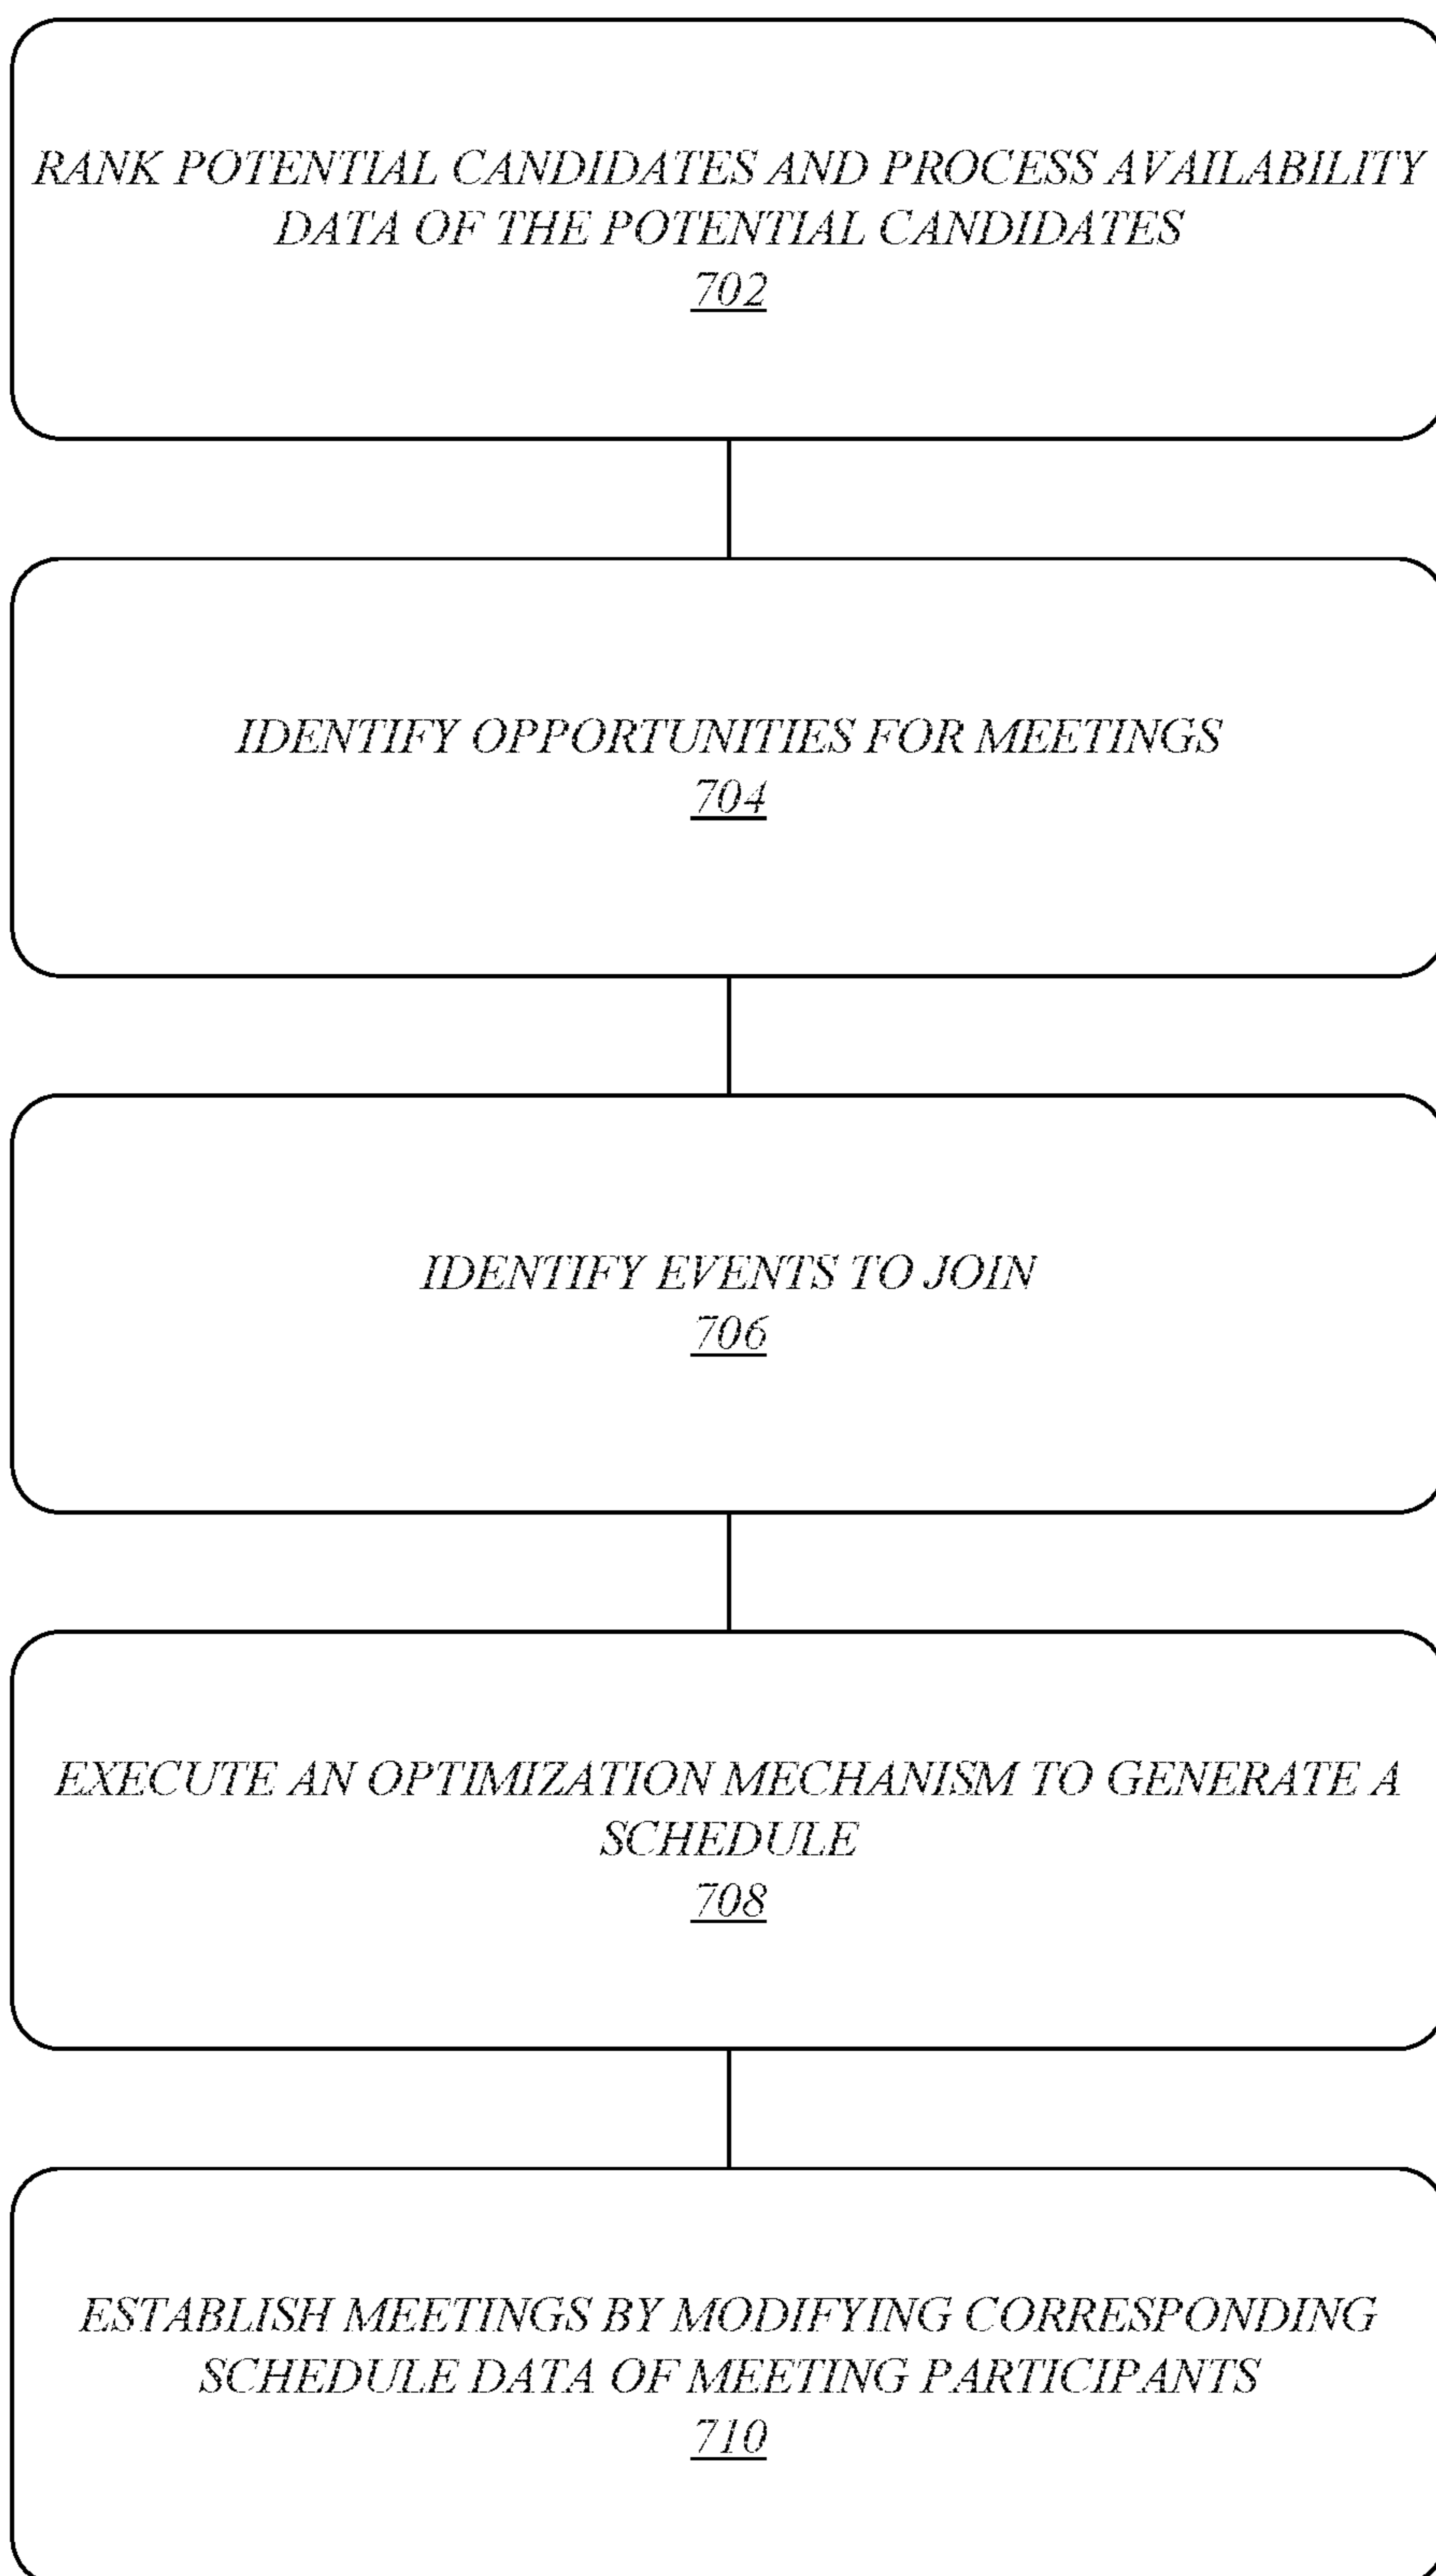 RANK POTENTIAL CANDIDATES AND PROCESS AVAILABILITY
DATA OF THE POTENTIAL CANDIDATES
702
IDENTIFY OPPORTUNITIES FOR MEETINGS
704
IDENTIFY EVENTS TO JOIN
706
EXECUTE AN OPTIMIZATION MECHANISM TO GENERATE A
SCHEDULE
708
ESTABLISH MEETINGS BY MODIFYING CORRESPONDING
SCHEDULE DATA OF MEETING PARTICIPANTS
710